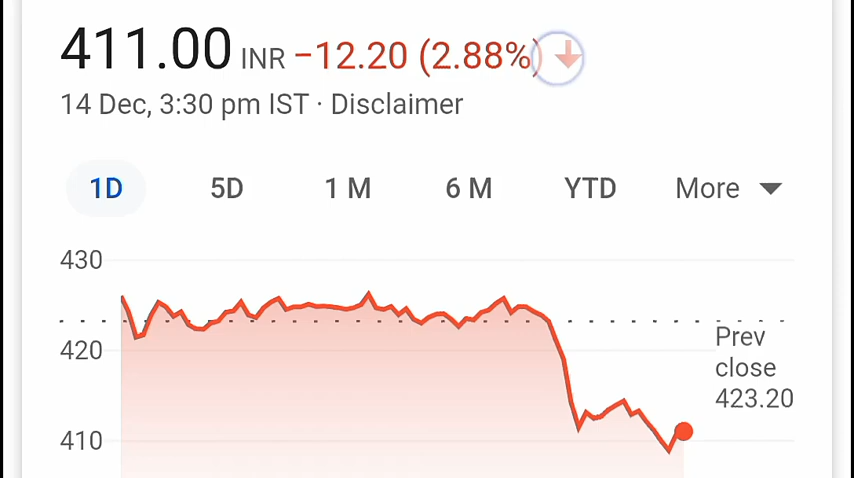 411.00 INR −12.20 (2.88%)
14 Dec, 3:30 pm IST · Disclaimer
1D 5D 1 M 6 M YTD More
430
420
410
Prev
close
423.20